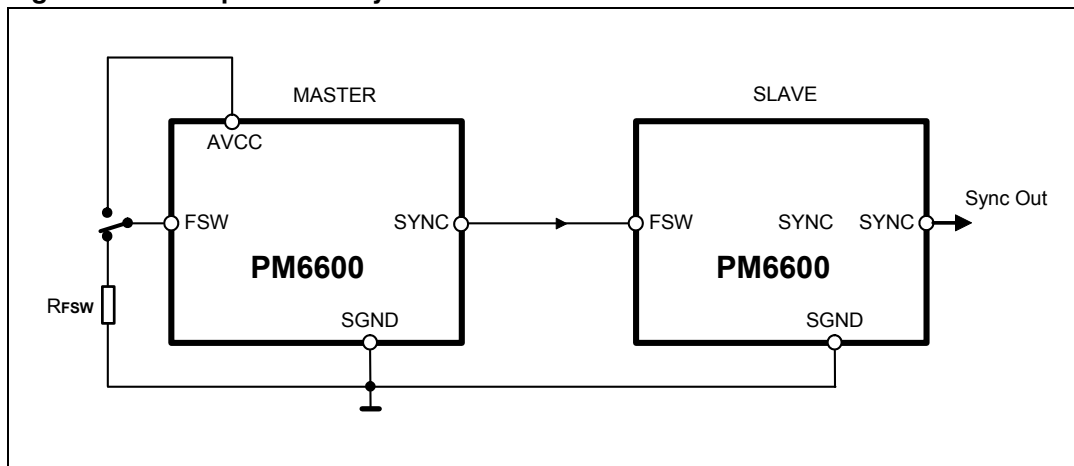 MASTER
SLAVE
AVCC
FSW
SYNC
FSW
SYNC
SYNC
Sync Out
PM6600
PM6600
RFSW
SGND
SGND